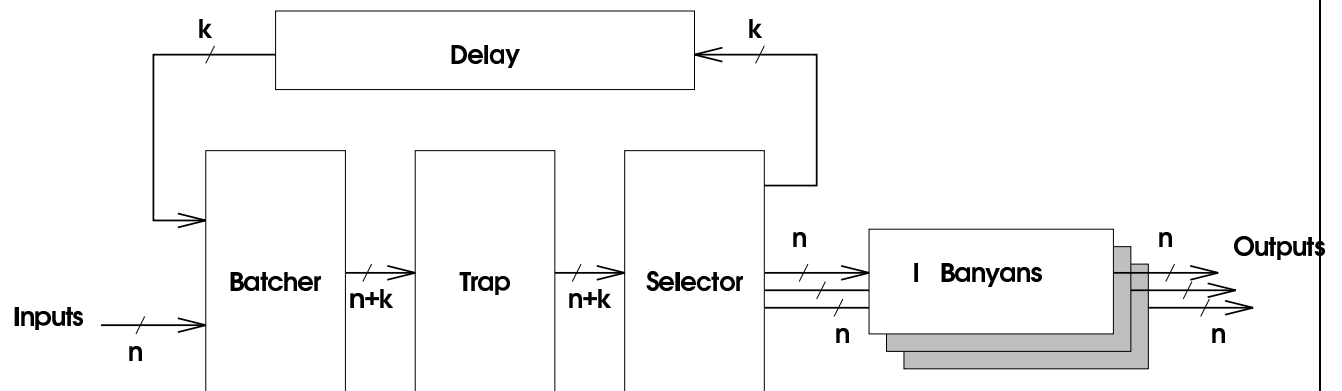 k
Delay
k
n
n
Outputs
Batcher
Trap
Selector
l Banyans
n+k
n+k
Inputs
n
n
n